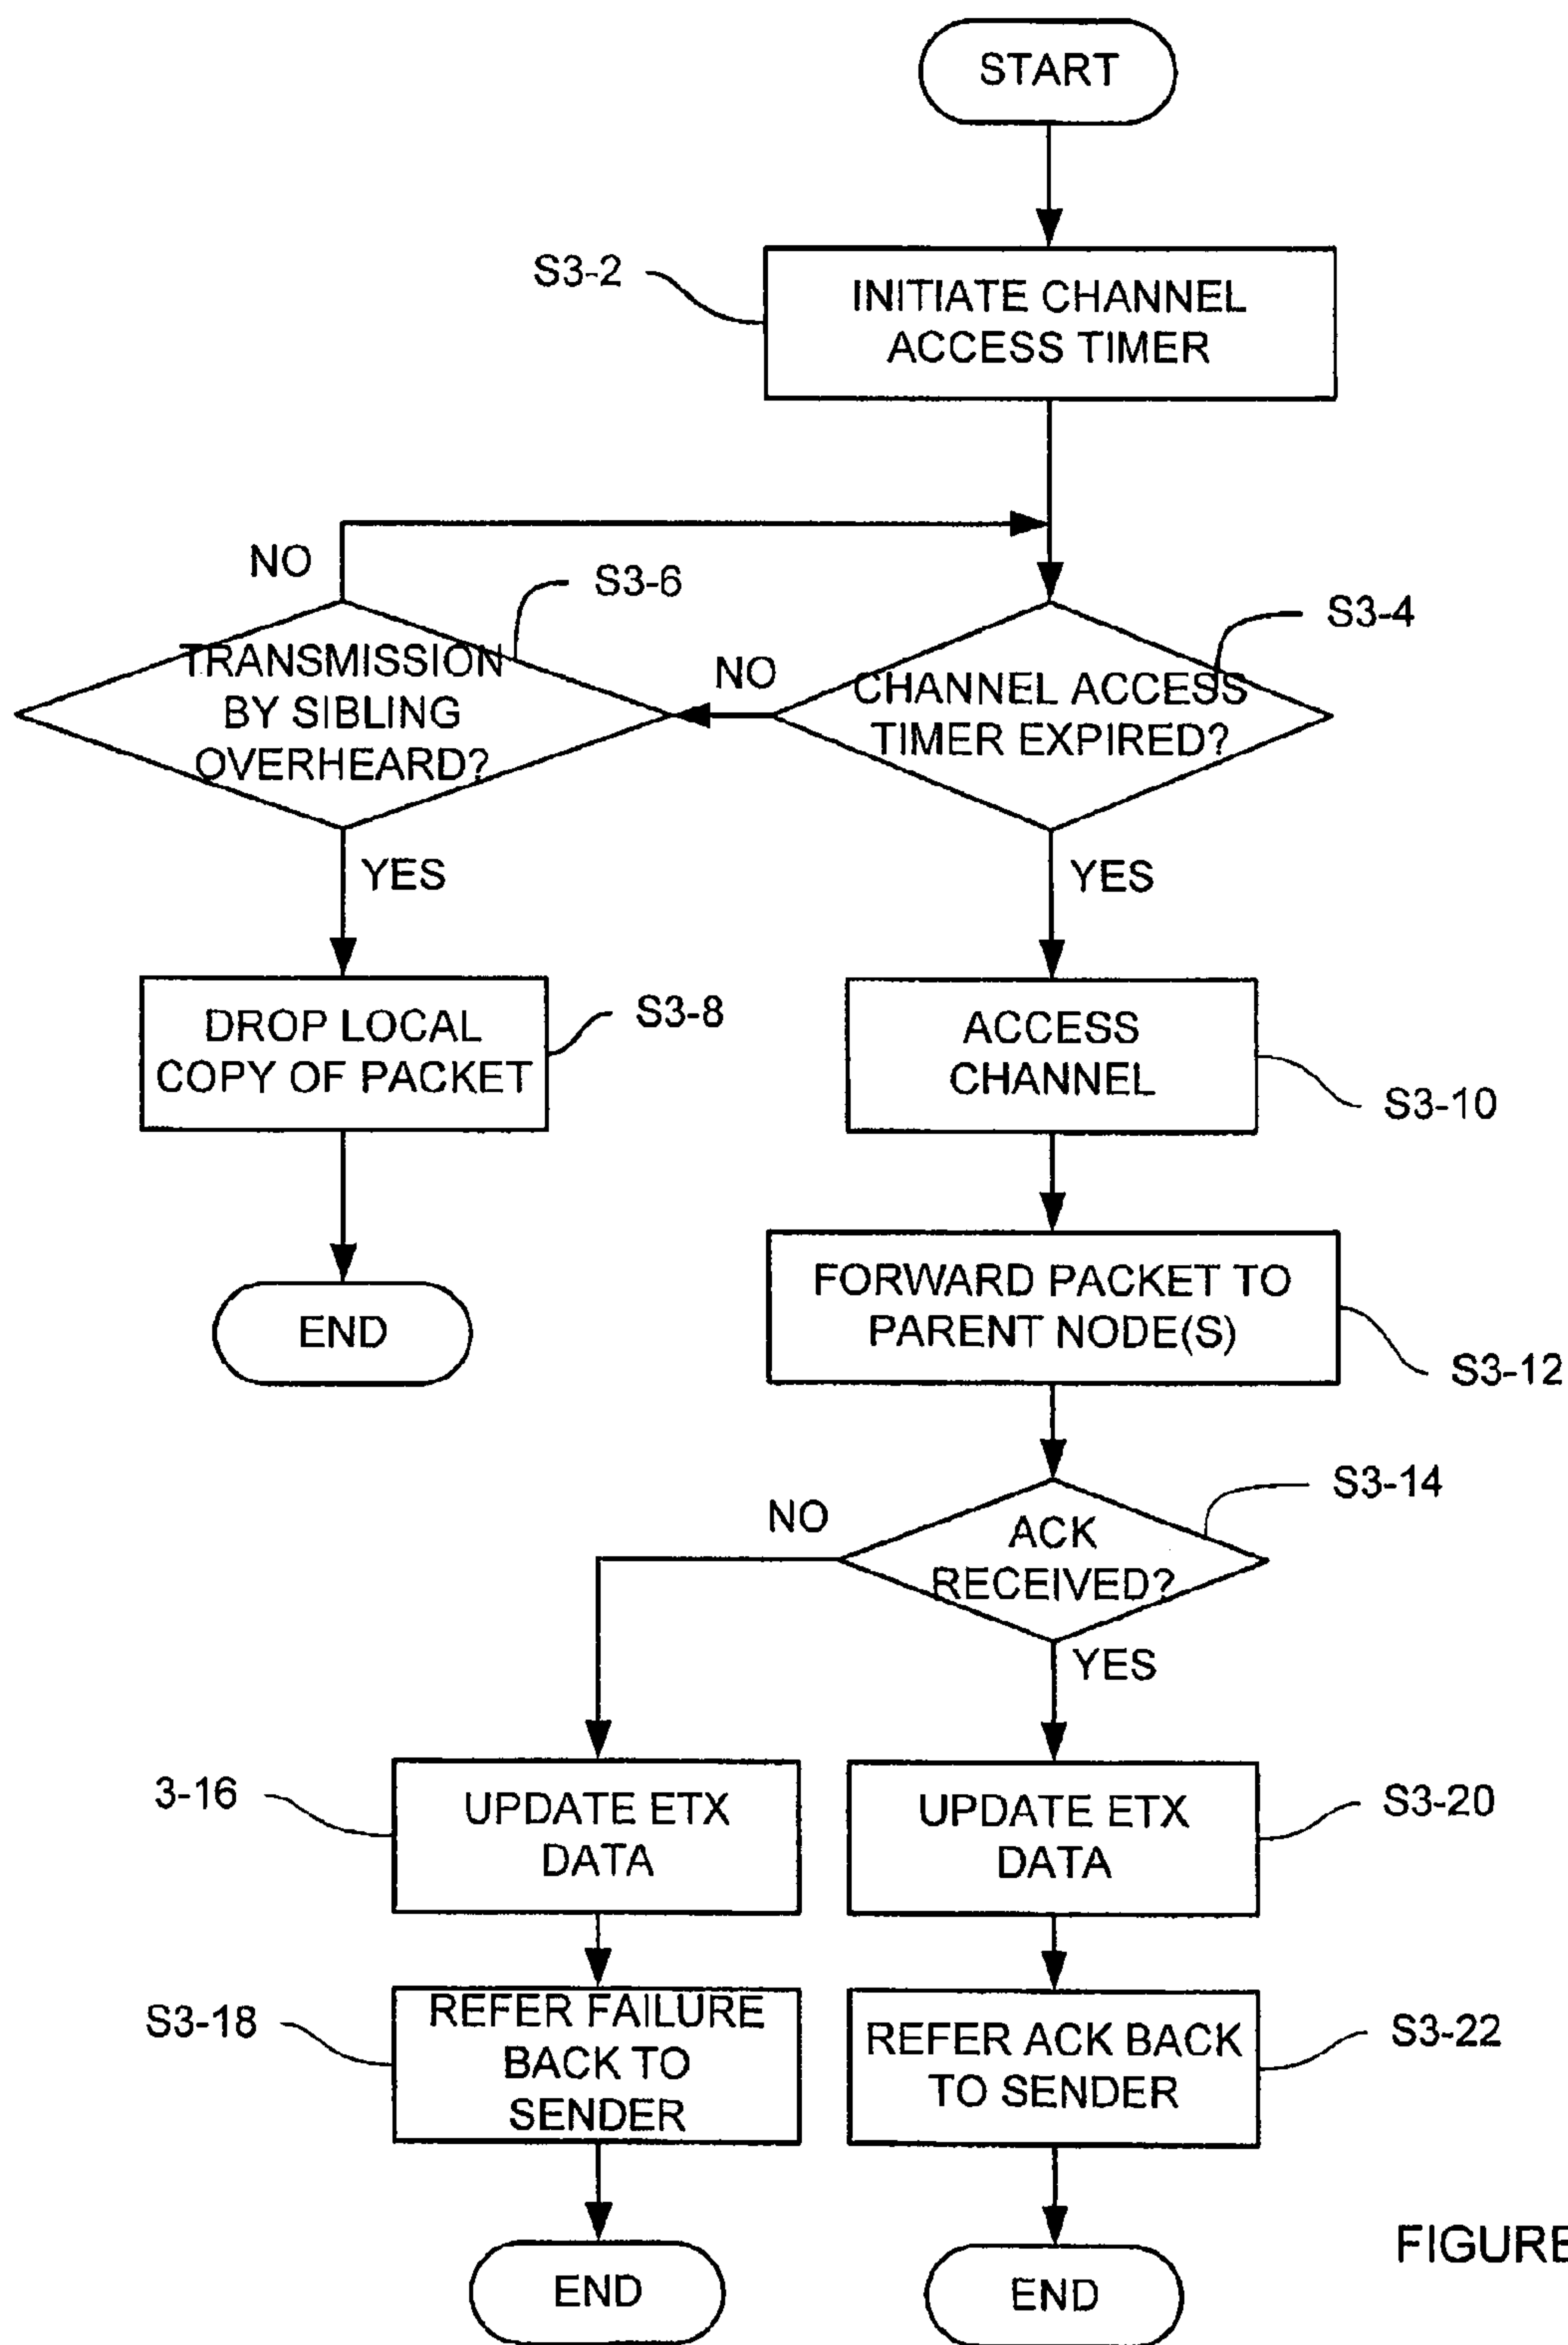 START
S3-2
INITIATE CHANNEL
ACCESS TIMER
NO
S3-6
S3-4
TRANSMISSION
BY SIBLING
OVERHEARD?
NO
CHANNEL ACCESS
TIMER EXPIRED?
YES
YES
DROP LOCAL
COPY OF PACKET
S3-8
ACCESS
CHANNEL
S3-10
FORWARD PACKET TO
PARENT NODE(S)
S3-12
END
S3-14
NO
ACK
RECEIVED?
YES
3-16
UPDATE ETX
DATA
UPDATE ETX
DATA
S3-20
S3-18
REFER FAILURE
BACK TO
SENDER
REFER ACK BACK
TO SENDER
S3-22
END
END
FIGURE